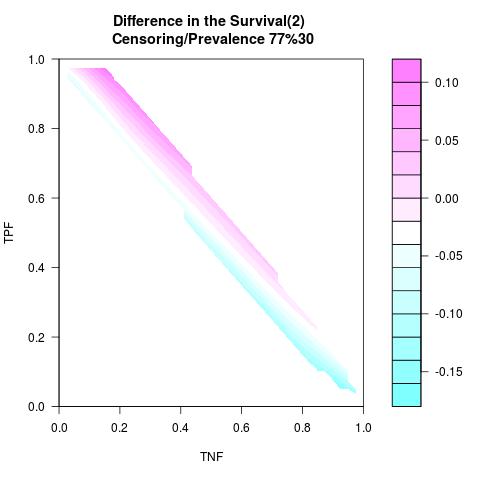 Difference in the Survival(2)
Censoring/Prevalence 77%30
1.0
0.8
0.6
0.4
0.2
0.0
TPF
0.0 0.2 0.4 0.6 0.8 1.0
TNF
0.10
0.05
0.00
-0.05
-0.10
-0.15